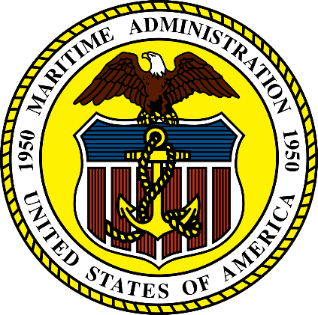 MARITIME ADMINISTRATION
1950 1950
UNITED STATES OF AMERICA